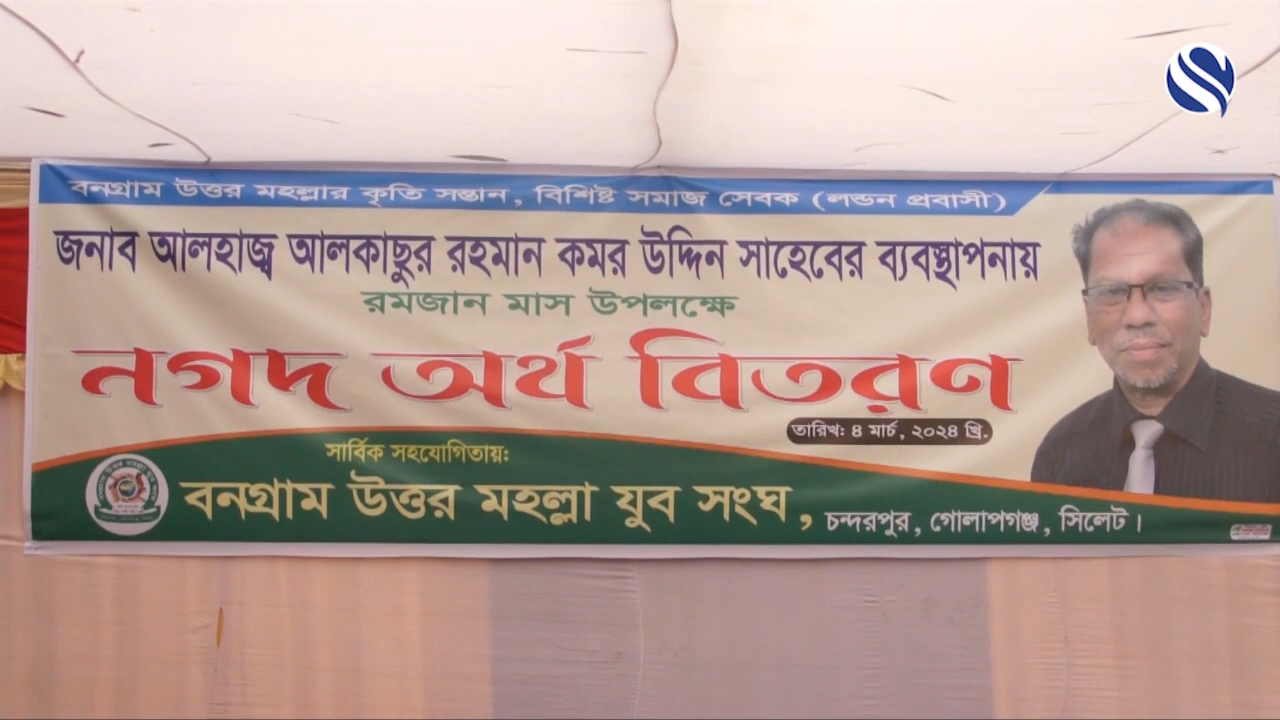 বনগ্রাম উত্তর মহল্লার কৃতি সন্তান, বিশিষ্ট সমাজ সেবক (লন্ডন প্রবাসী)
জনাব আলহাজ্ব আলকাছুর রহমান কমর উদ্দিন সাহেবের ব্যবস্থাপনায়
রমজান মাস উপলক্ষে
নগদ অর্থ বিতরণ
তারিখ: ৪ মার্চ, ২০২৪ খ্রি.
সার্বিক সহযোগিতায়:
বনগ্রাম উত্তর মহল্লা যুব সংঘ, চন্দরপুর, গোলাপগঞ্জ, সিলেট।